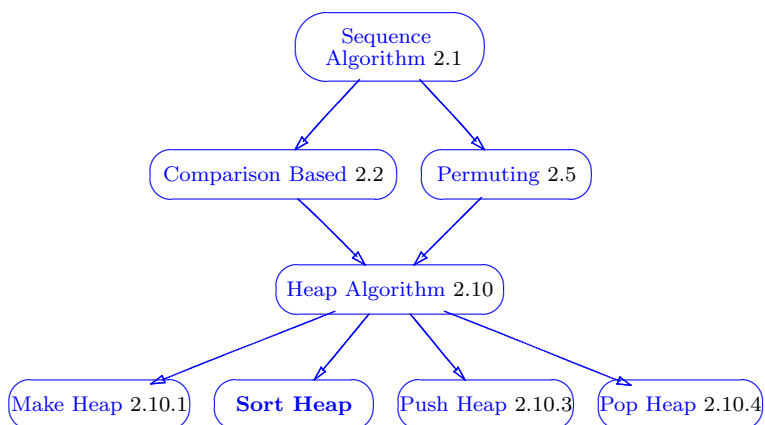 Sequence
Algorithm 2.1
Comparison Based 2.2
Permuting 2.5
Heap Algorithm 2.10
Make Heap 2.10.1
Sort Heap
Push Heap 2.10.3
Pop Heap 2.10.4